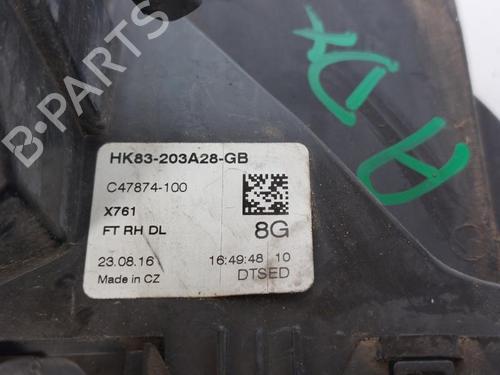 B-PARTS
HK83-203A28-GB
C47874-100
X761
FT RH DL
8G
23.08.16 16:49:48 10
Made in CZ DTSED